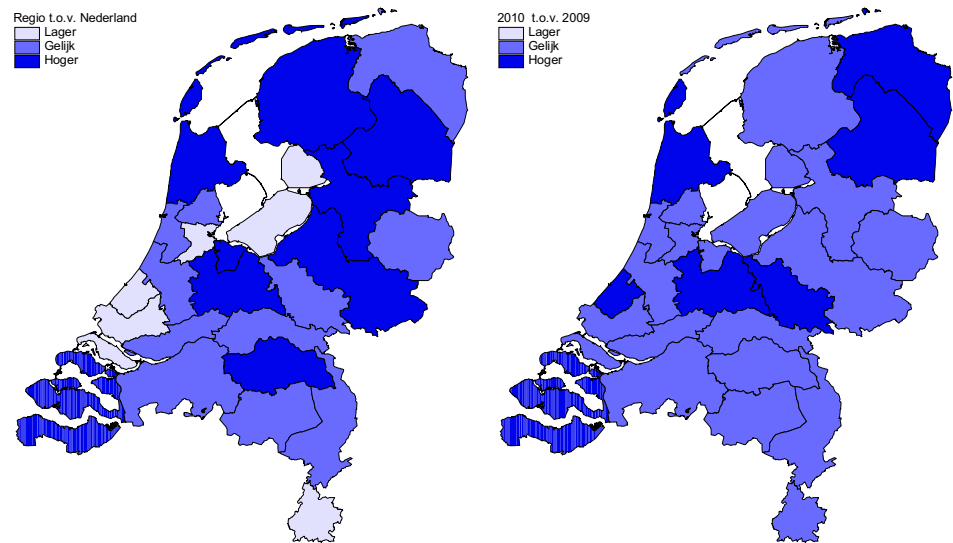 Regio t.o.v. Nederland
Lager
Gelijk
Hoger
2010 t.o.v. 2009
Lager
Gelijk
Hoger